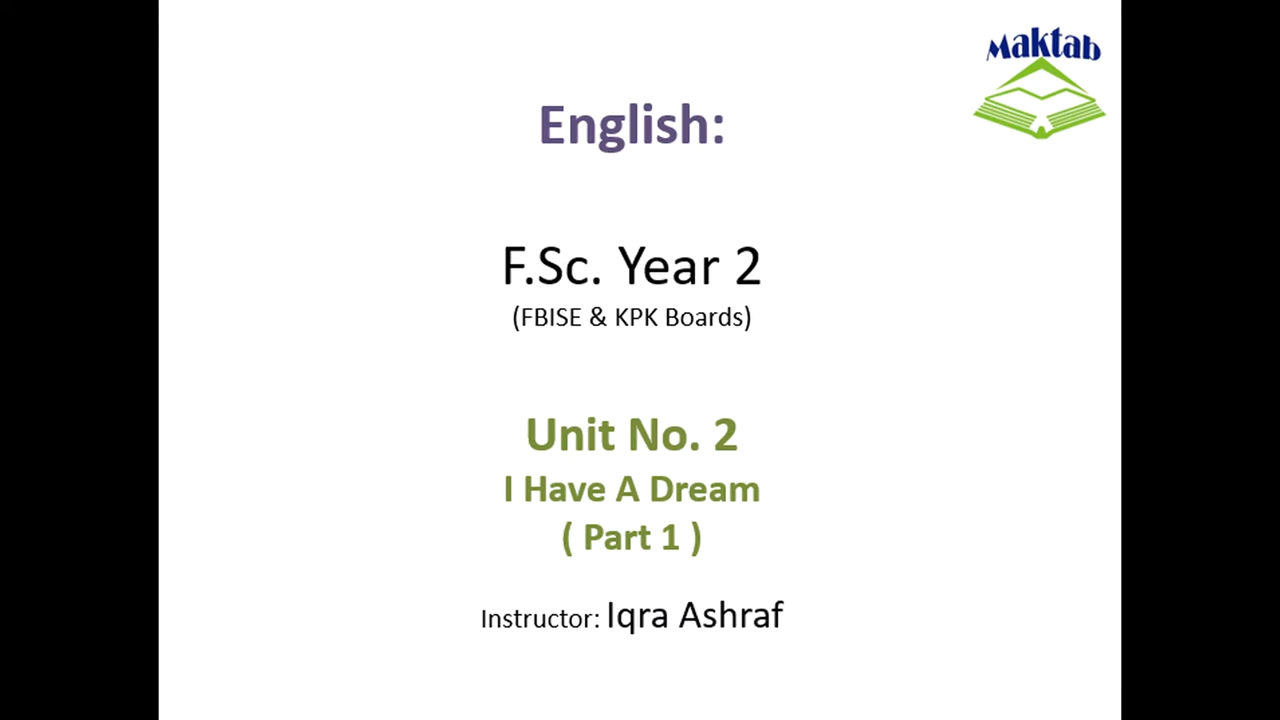 Maktab
English:
F.Sc. Year 2
(FBISE & KPK Boards)
Unit No. 2
I Have A Dream
( Part 1 )
Instructor: Iqra Ashraf